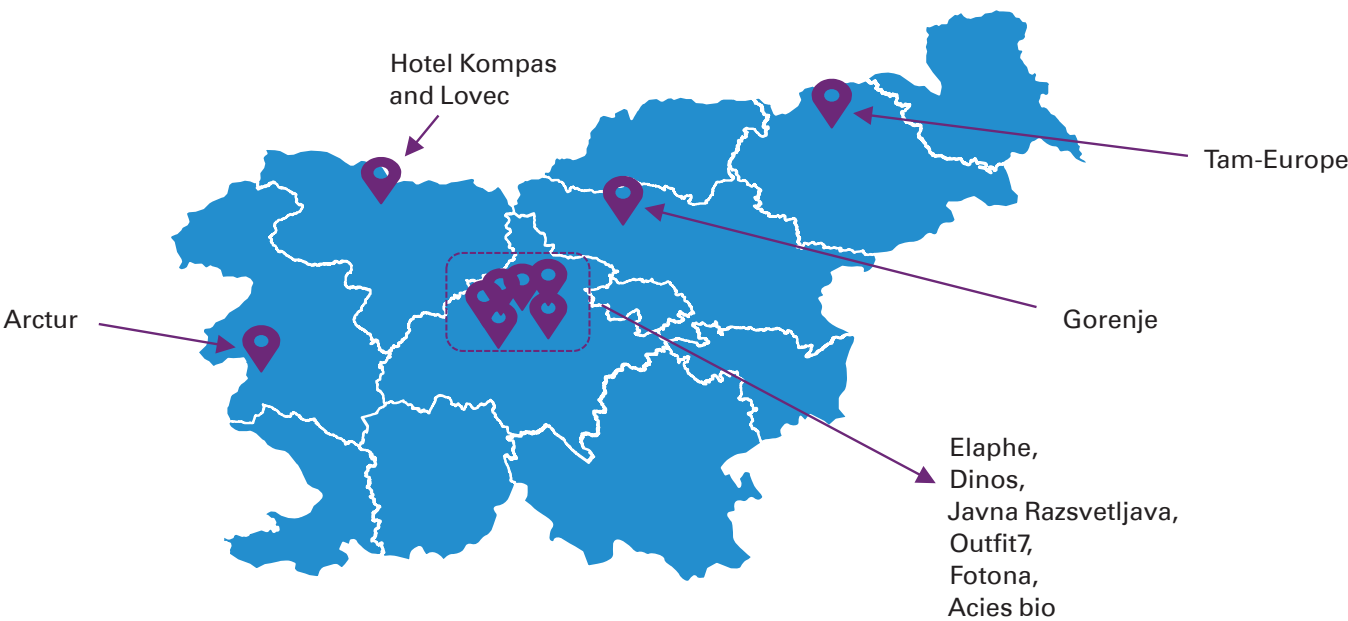 Hotel Kompas
and Lovec
Tam-Europe
Arctur
Gorenje
Elaphe,
Dinos,
Javna Razsvetljava,
Outfit7,
Fotona,
Acies bio